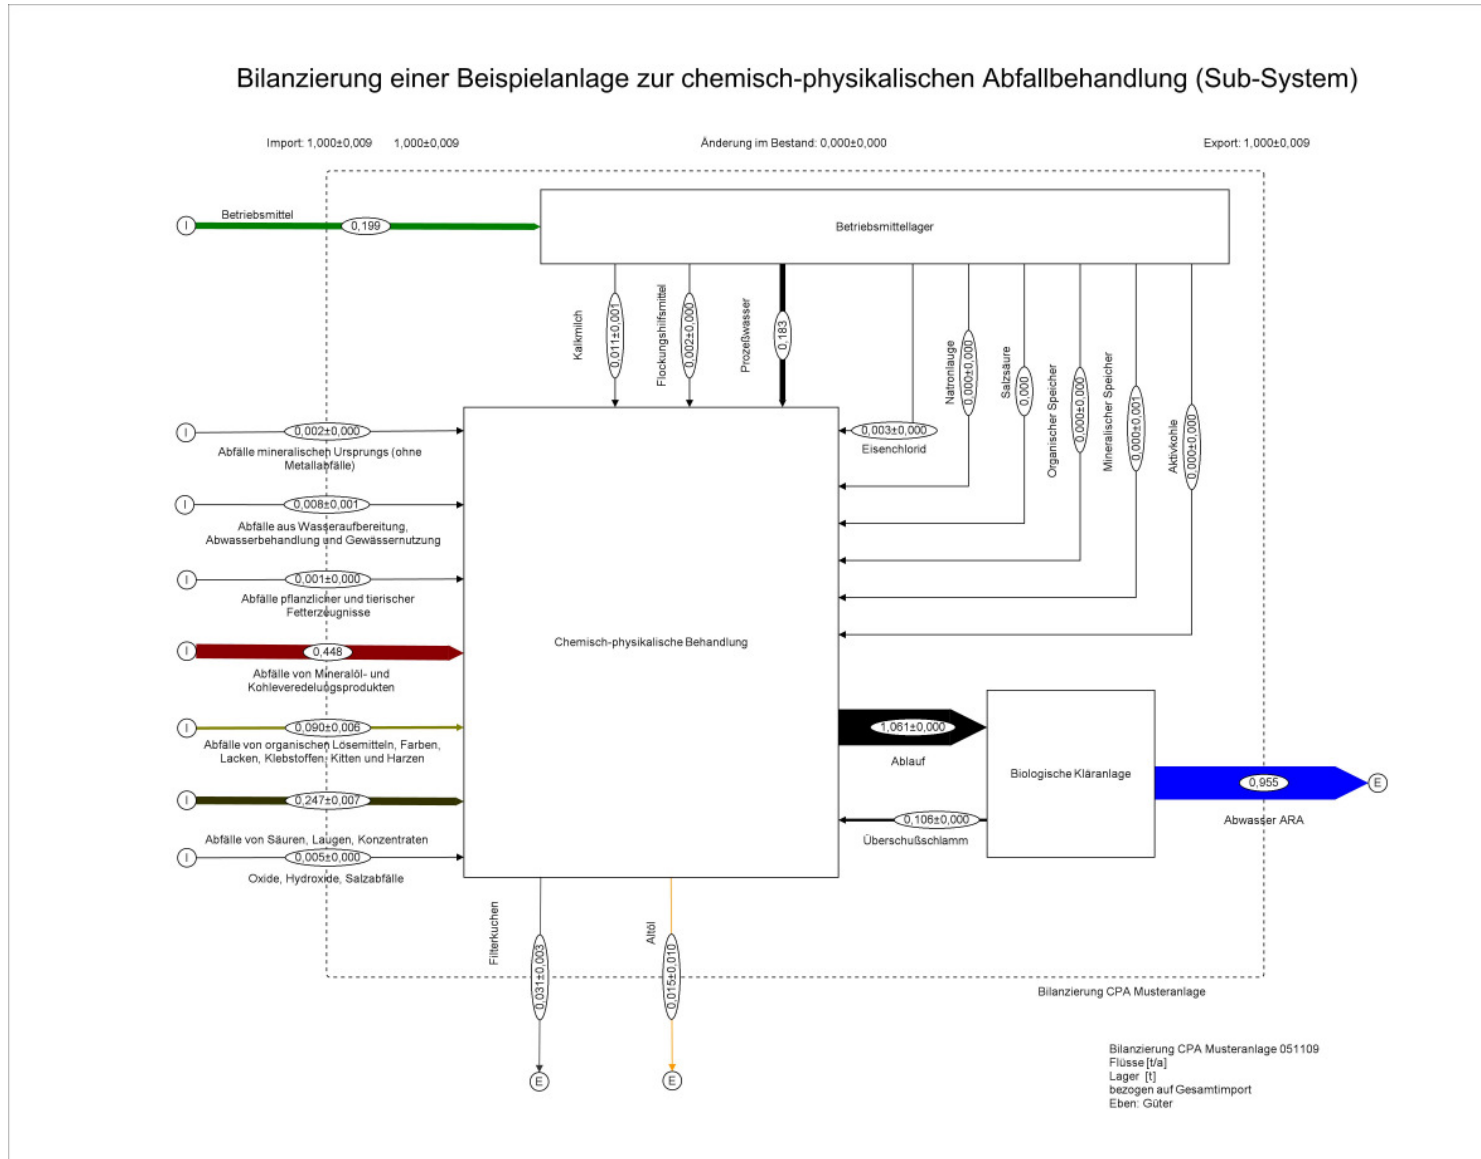 Bilanzierung einer Beispielanlage zur chemisch-physikalischen Abfallbehandlung (Sub-System)
Import: 1,000±0,009
1,000±0,009
Änderung im Bestand: 0,000±0,000
Export: 1,000±0,009
I
Betriebsmittel
0,199
Betriebsmittellager
Kalkmilch
0,011±0,001
Flockungshilfsmittel
0,002±0,000
Prozeßwasser
0,183
0,003±0,000
Eisenchlorid
Natronlauge
0,000±0,000
Salzsäure
0,000
Organischer Speicher
0,000±0,000
Mineralischer Speicher
0,000±0,001
Aktivkohle
0,000±0,000
I
0,002±0,000
Abfälle mineralischen Ursprungs (ohne
Metallabfälle)
I
0,008±0,001
Abfälle aus Wasseraufbereitung,
Abwasserbehandlung und Gewässernutzung
I
0,001±0,000
Abfälle pflanzlicher und tierischer
Fetterzeugnisse
I
0,448
Abfälle von Mineralöl- und
Kohleveredelungsprodukten
I
0,090±0,006
Abfälle von organischen Lösemitteln, Farben,
Lacken, Klebstoffen, Kitten und Harzen
I
0,247±0,007
Abfälle von Säuren, Laugen, Konzentraten
I
0,005±0,000
Oxide, Hydroxide, Salzabfälle
Chemisch-physikalische Behandlung
1,061±0,000
Ablauf
Biologische Kläranlage
0,106±0,000
Überschußschlamm
0,955
E
Abwasser ARA
Filterkuchen
0,031±0,003
E
Altöl
0,015±0,010
E
Bilanzierung CPA Musteranlage
Bilanzierung CPA Musteranlage 051109
Flüsse [t/a]
Lager [t]
bezogen auf Gesamtimport
Eben: Güter